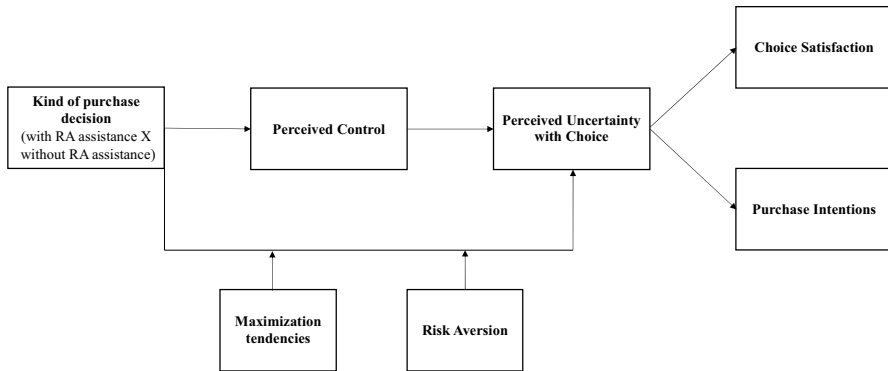 Kind of purchase
decision
(with RA assistance X
without RA assistance)
Perceived Control
Perceived Uncertainty
with Choice
Choice Satisfaction
Purchase Intentions
Maximization
tendencies
Risk Aversion